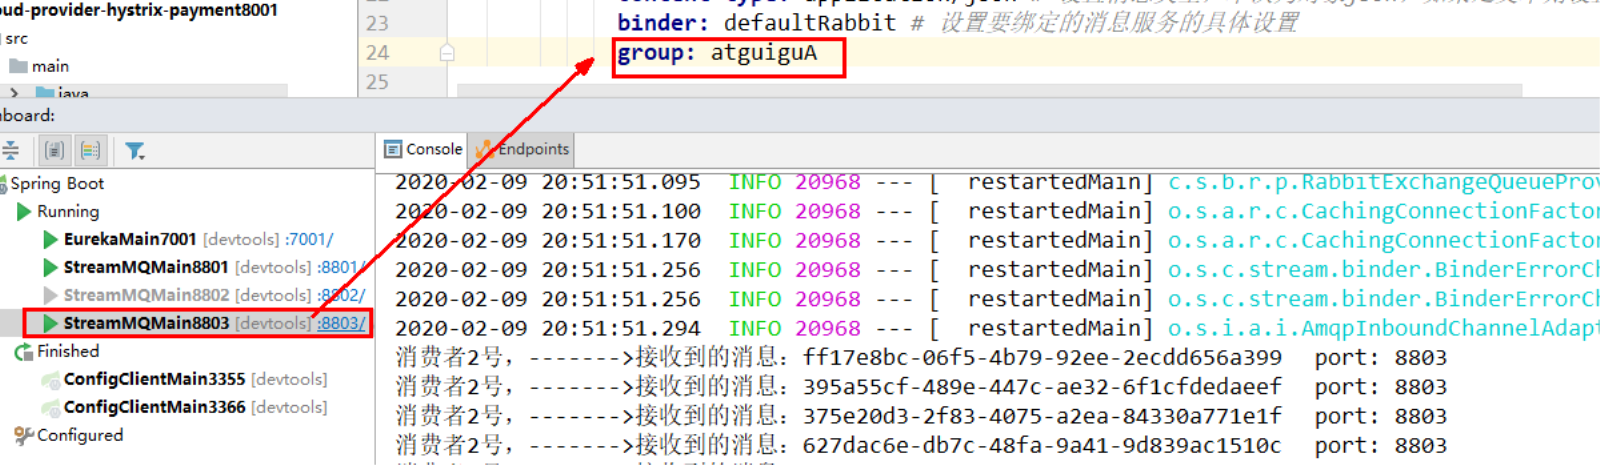 oud-provider-hystrix-payment8001
src
main
java
23 binder: defaultRabbit # 设置要绑定的消息服务的具体设置
24 group: atguiguA
25
board:
Console Endpoints
Spring Boot
Running
EurekaMain7001 [devtools] :7001/
StreamMQMain8801 [devtools] :8801/
StreamMQMain8802 [devtools] :8802/
StreamMQMain8803 [devtools] :8803/
Finished
ConfigClientMain3355 [devtools]
ConfigClientMain3366 [devtools]
Configured
2020-02-09 20:51:51.095 INFO 20968 --- [ restartedMain] c.s.b.r.p.RabbitExchangeQueueProv
2020-02-09 20:51:51.100 INFO 20968 --- [ restartedMain] o.s.a.r.c.CachingConnectionFactor
2020-02-09 20:51:51.170 INFO 20968 --- [ restartedMain] o.s.a.r.c.CachingConnectionFactor
2020-02-09 20:51:51.256 INFO 20968 --- [ restartedMain] o.s.c.stream.binder.BinderErrorCh
2020-02-09 20:51:51.256 INFO 20968 --- [ restartedMain] o.s.c.stream.binder.BinderErrorCh
2020-02-09 20:51:51.294 INFO 20968 --- [ restartedMain] o.s.i.a.i.AmqpInboundChannelAdapt
消费者2号，------->接收到的消息：ff17e8bc-06f5-4b79-92ee-2ecdd656a399 port: 8803
消费者2号，------->接收到的消息：395a55cf-489e-447c-ae32-6f1cfdedaeef port: 8803
消费者2号，------->接收到的消息：375e20d3-2f83-4075-a2ea-84330a771e1f port: 8803
消费者2号，------->接收到的消息：627dac6e-db7c-48fa-9a41-9d839ac1510c port: 8803